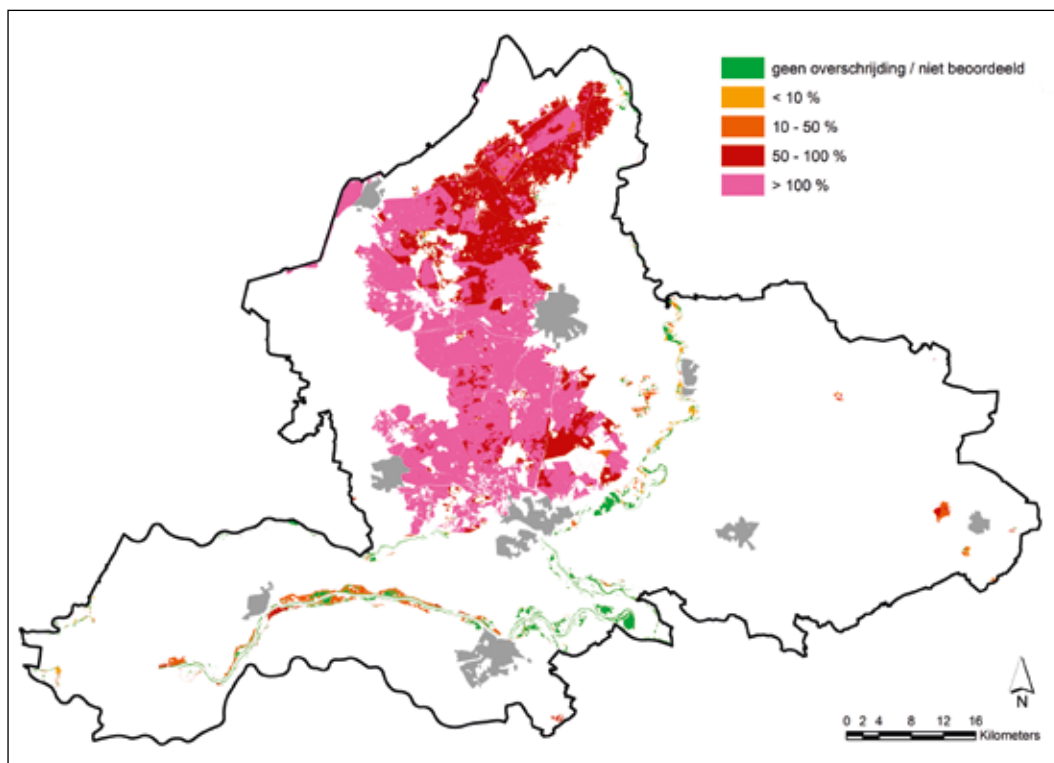 geen overschrijding / niet beoordeeld
< 10 %
10 - 50 %
50 - 100 %
> 100 %
N
0 2 4 8 12 16
Kilometers